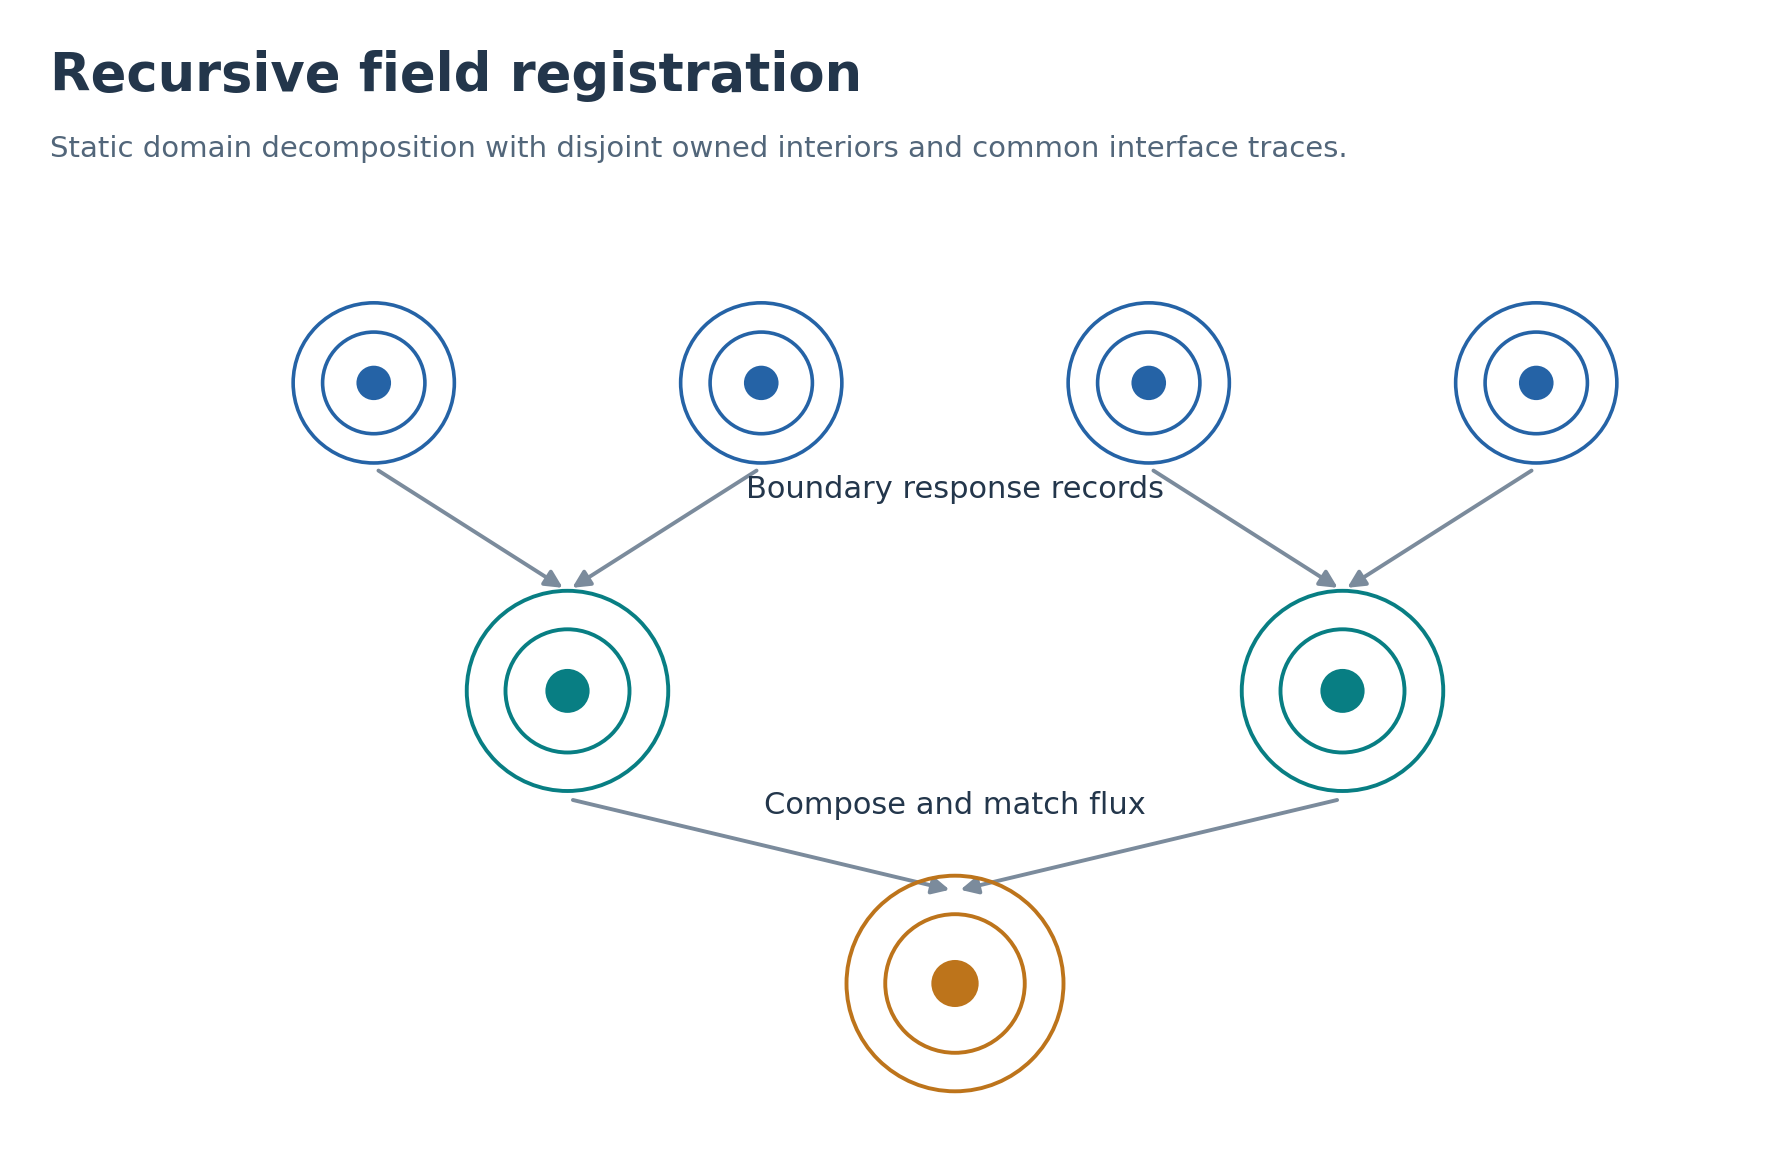 Recursive field registration
Static domain decomposition with disjoint owned interiors and common interface traces.
Boundary response records
Compose and match flux